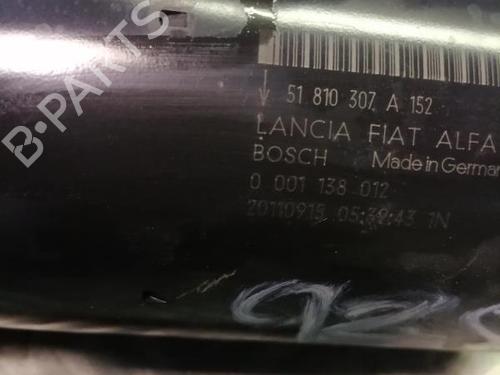 51 810 307 A 152
LANCIA FIAT ALFA
BOSCH Made in German
0 001 138 012
20110915 05:39:43 1N
B-PARTS